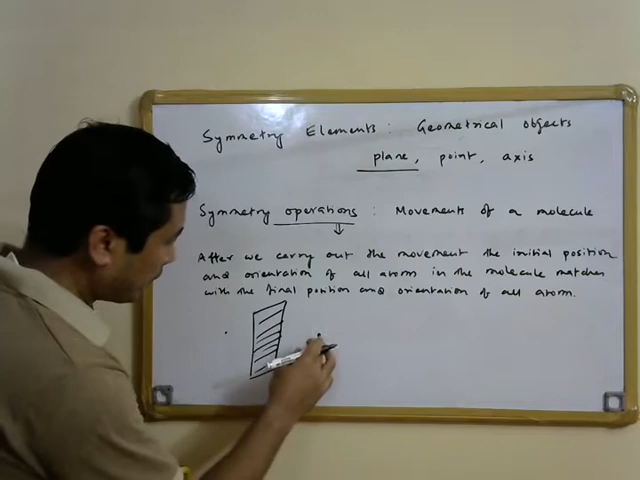 Symmetry Elements : Geometrical objects
plane, point, axis
Symmetry operations : Movements of a molecule
After we carry out the movement the initial position
and orientation of all atoms in the molecule matches
with the final position and orientation of all atoms.